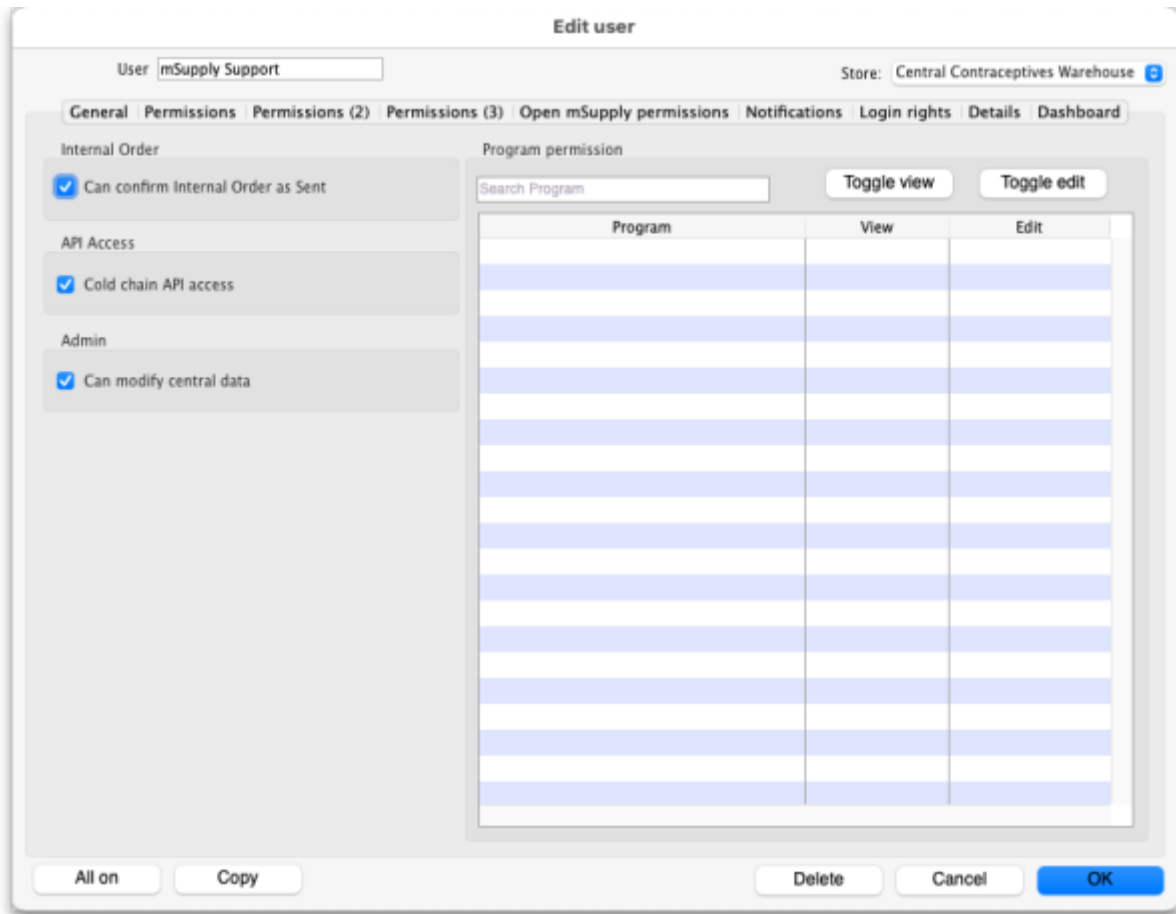 Edit user
User mSupply Support
Store: Central Contraceptives Warehouse
General Permissions Permissions (2) Permissions (3) Open mSupply permissions Notifications Login rights Details Dashboard
Internal Order
Can confirm Internal Order as Sent
API Access
Cold chain API access
Admin
Can modify central data
Program permission
Search Program
Toggle view Toggle edit
Program View Edit
All on Copy Delete Cancel OK